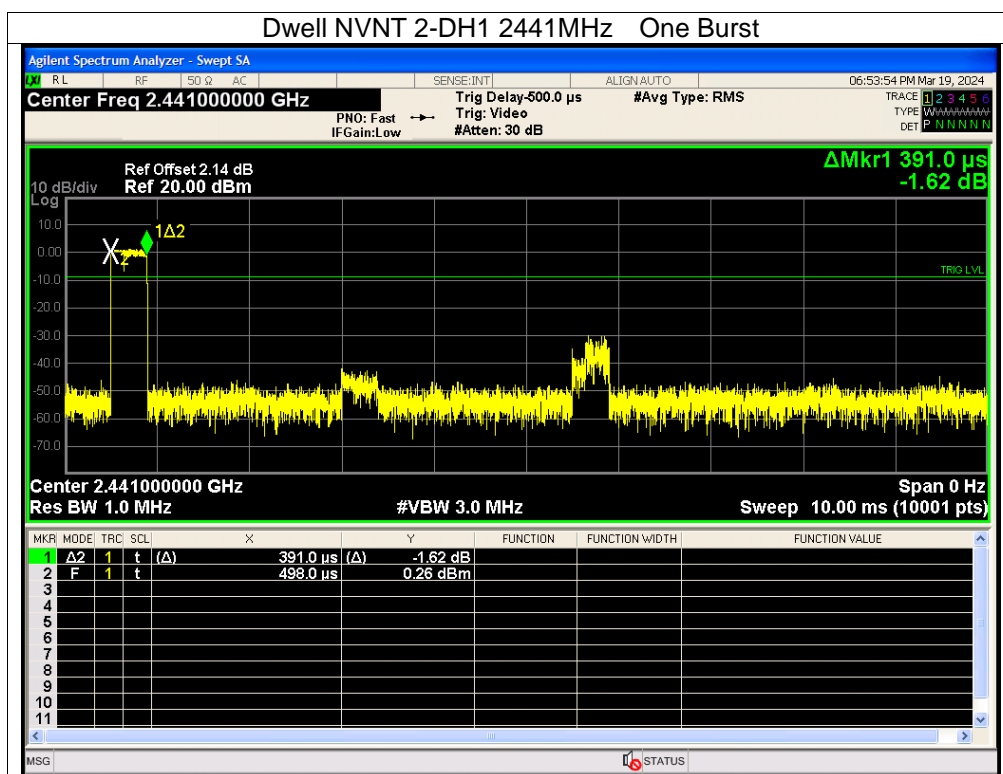 Dwell NVNT 2-DH1 2441MHz One Burst
Agilent Spectrum Analyzer - Swept SA
LXI RL RF 50 Ω AC SENSE:INT ALIGN AUTO 06:53:54 PM Mar 19, 2024
Center Freq 2.441000000 GHz Trig Delay-500.0 µs #Avg Type: RMS TRACE 1 2 3 4 5 6
PNO: Fast Trig: Video TYPE WWWWWW
IFGain:Low #Atten: 30 dB DET P N N N N N
ΔMkr1 391.0 µs
-1.62 dB
Ref Offset 2.14 dB
10 dB/div Ref 20.00 dBm
Log
10.0
1Δ2
0.00
2
TRIG LVL
-10.0
-20.0
-30.0
-40.0
-50.0
-60.0
-70.0
Center 2.441000000 GHz Span 0 Hz
Res BW 1.0 MHz #VBW 3.0 MHz Sweep 10.00 ms (10001 pts)
MKR MODE TRC SCL X Y FUNCTION FUNCTION WIDTH FUNCTION VALUE
1 Δ2 1 t (Δ) 391.0 µs (Δ) -1.62 dB
2 F 1 t 498.0 µs 0.26 dBm
3
4
5
6
7
8
9
10
11
MSG STATUS